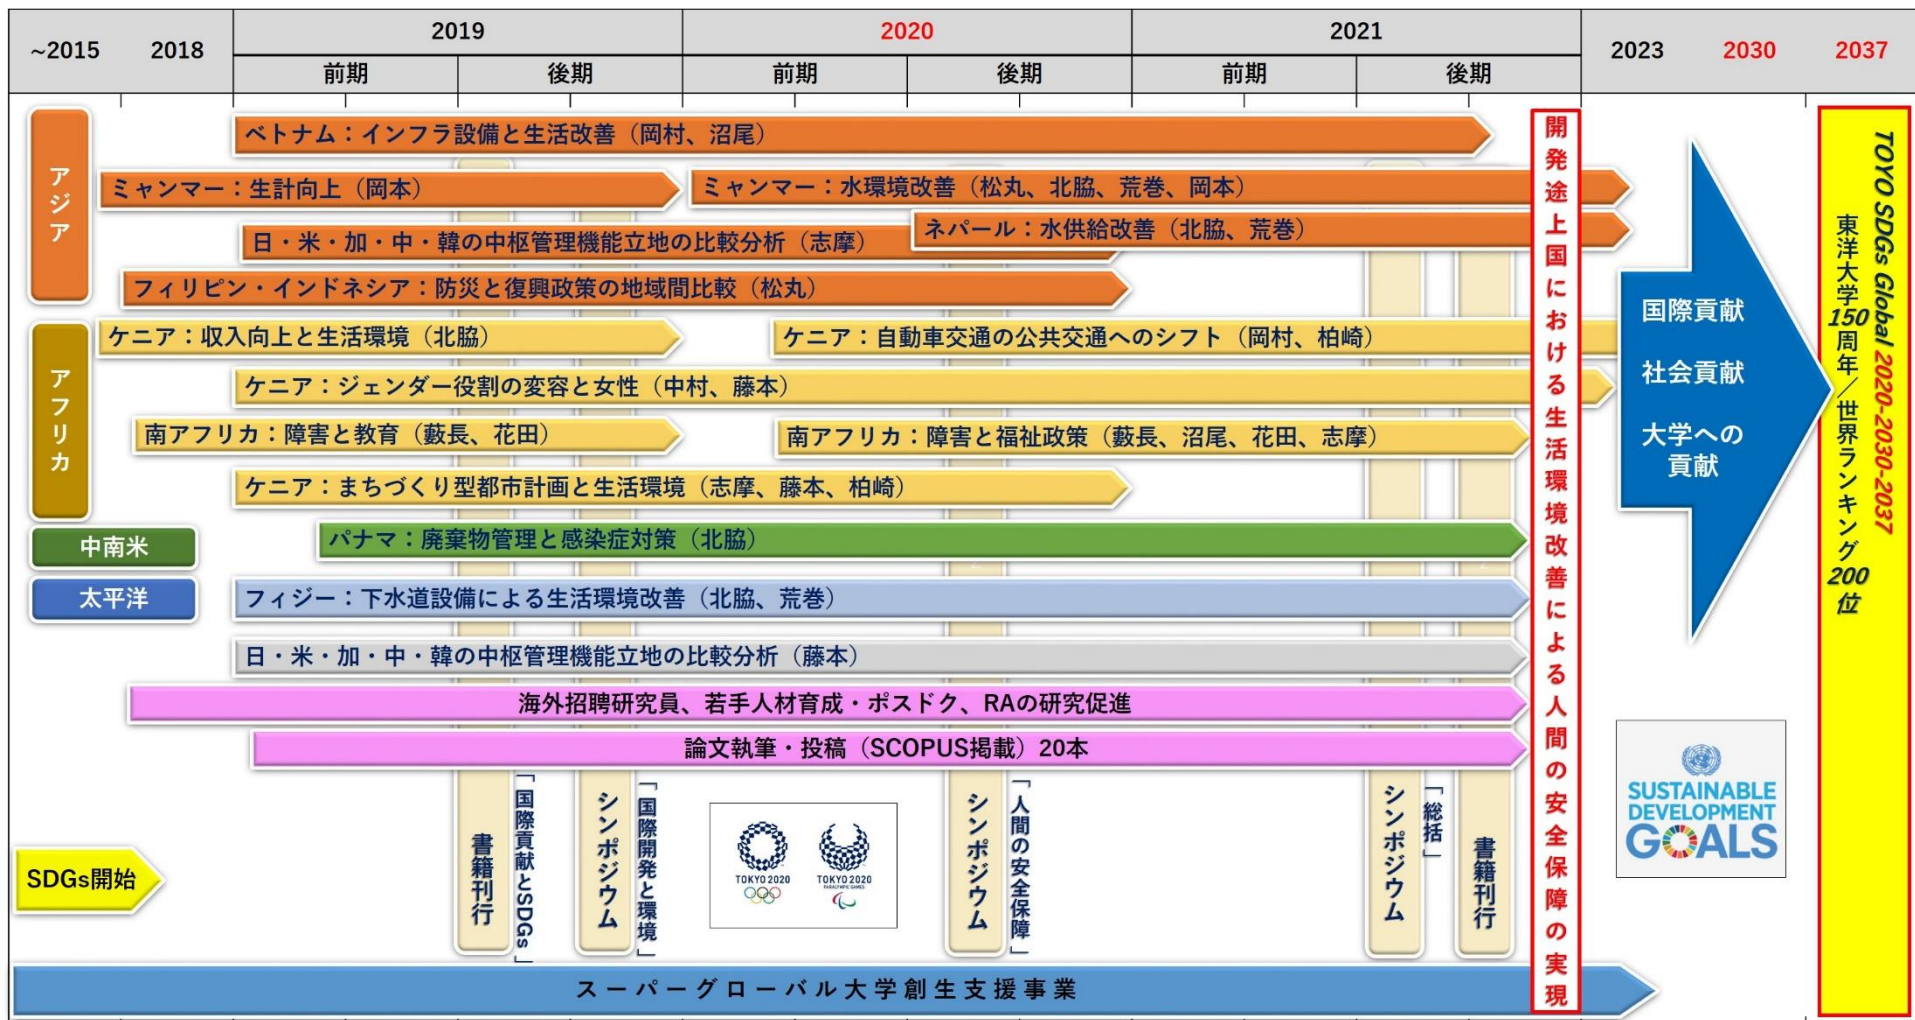 ~2015
2018
2019
2020
2021
2023
2030
2037
前期
後期
前期
後期
前期
後期
アジア
ベトナム：インフラ設備と生活改善（岡村、沼尾）
ミャンマー：生計向上（岡本）
ミャンマー：水環境改善（松丸、北脇、荒巻、岡本）
日・米・加・中・韓の中枢管理機能立地の比較分析（志摩）
ネパール：水供給改善（北脇、荒巻）
フィリピン・インドネシア：防災と復興政策の地域間比較（松丸）
アフリカ
ケニア：収入向上と生活環境（北脇）
ケニア：自動車交通の公共交通へのシフト（岡村、柏崎）
ケニア：ジェンダー役割の変容と女性（中村、藤本）
南アフリカ：障害と教育（藪長、花田）
南アフリカ：障害と福祉政策（藪長、沼尾、花田、志摩）
ケニア：まちづくり型都市計画と生活環境（志摩、藤本、柏崎）
中南米
パナマ：廃棄物管理と感染症対策（北脇）
太平洋
フィジー：下水道設備による生活環境改善（北脇、荒巻）
日・米・加・中・韓の中枢管理機能立地の比較分析（藤本）
海外招聘研究員、若手人材育成・ポスドク、RAの研究促進
論文執筆・投稿（SCOPUS掲載）20本
SDGs開始
書籍刊行
「国際貢献とSDGs」
シンポジウム
「国際開発と環境」
TOKYO 2020
TOKYO 2020
PARALYMPIC GAMES
シンポジウム
「人間の安全保障」
シンポジウム
「総括」
書籍刊行
スーパーグローバル大学創生支援事業
開発途上国における生活環境改善による人間の安全保障の実現
国際貢献
社会貢献
大学への
貢献
SUSTAINABLE
DEVELOPMENT
GOALS
TOYO SDGs Global 2020-2030-2037
東洋大学150周年／世界ランキング200位